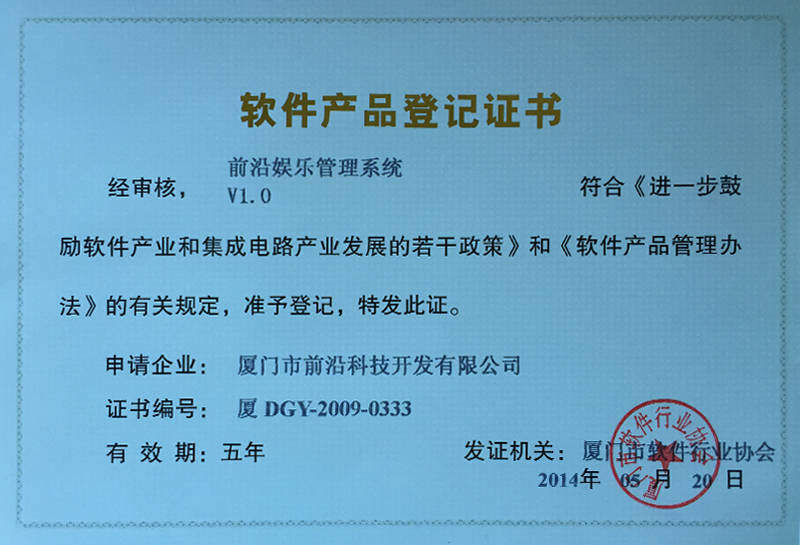 软件产品登记证书
经审核，
前沿娱乐管理系统
V1.0
符合《进一步鼓
励软件产业和集成电路产业发展的若干政策》和《软件产品管理办
法》的有关规定，准予登记，特发此证。
申请企业： 厦门市前沿科技开发有限公司
证书编号： 厦 DGY-2009-0333
有 效 期：五年
发证机关：厦门市软件行业协会
2014年 05 月 20 日
厦门市软件行业协会